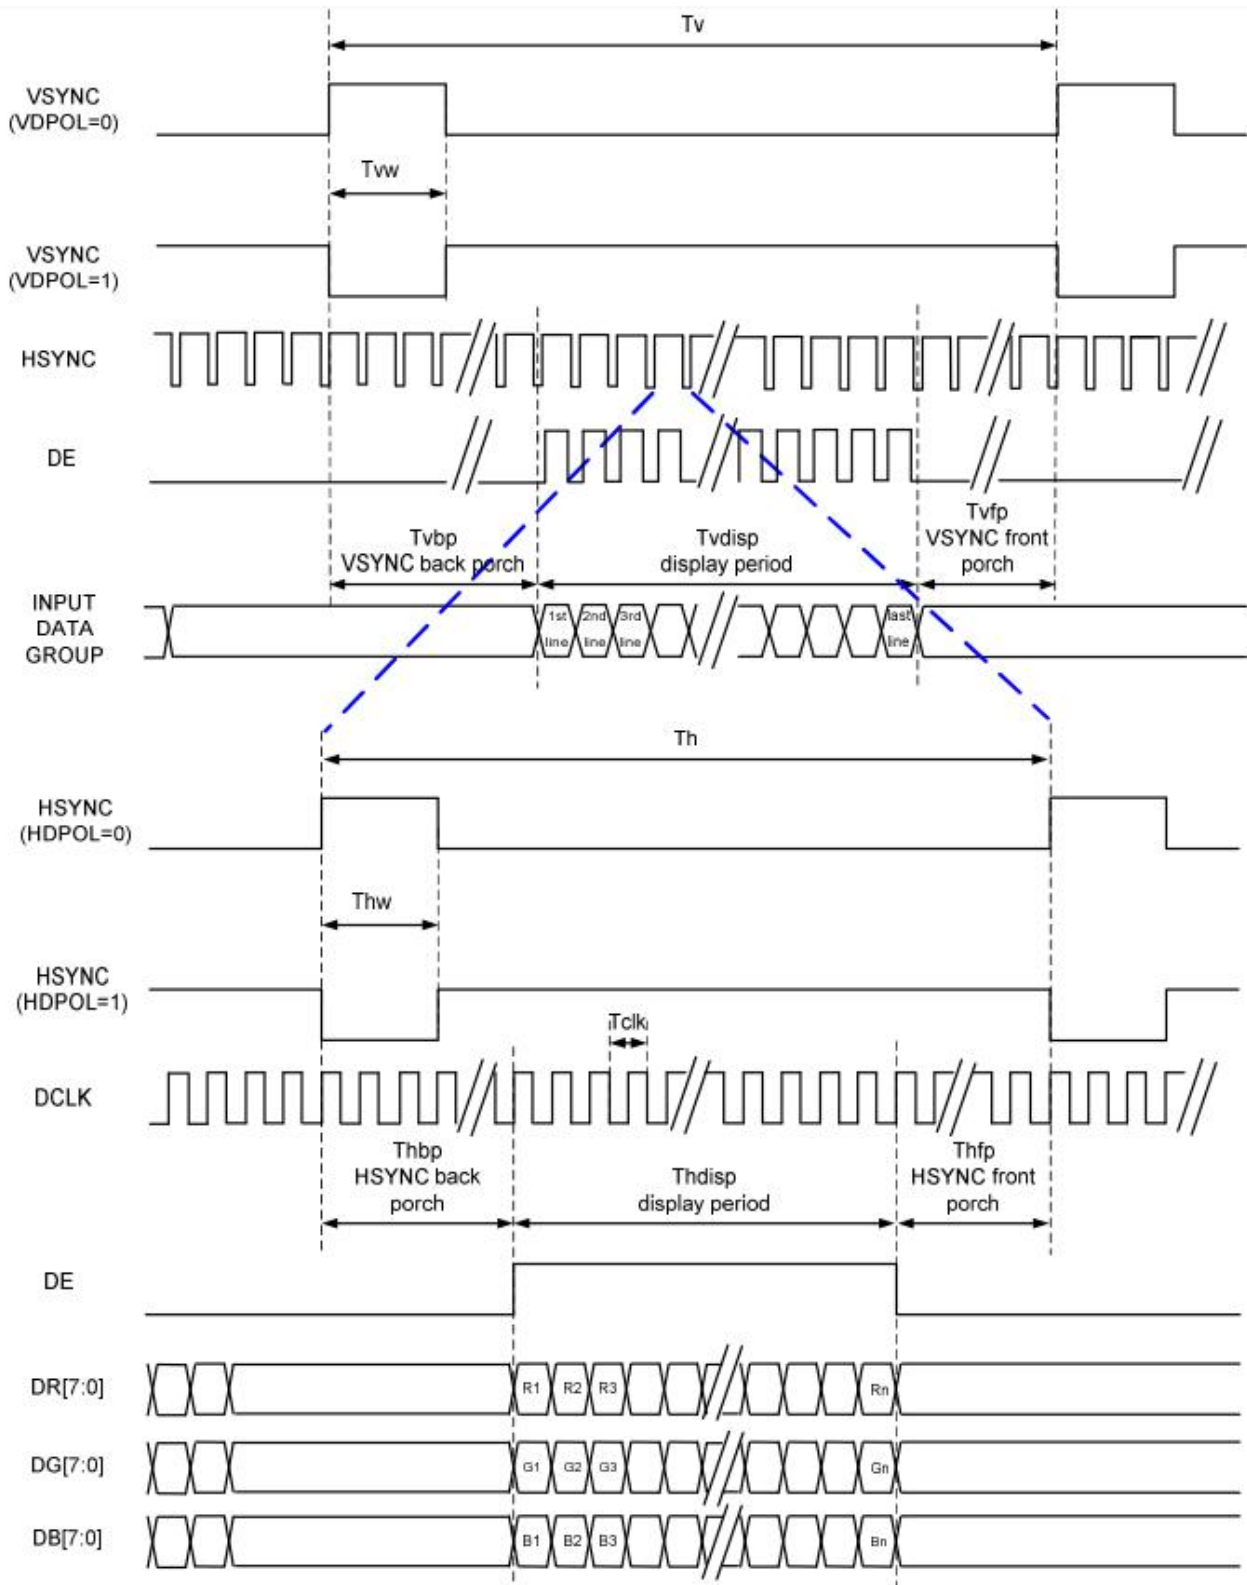 Tv
VSYNC
(VDPOL=0)
Tvw
VSYNC
(VDPOL=1)
HSYNC
DE
Tvbp
VSYNC back porch
Tvdisp
display period
Tvfp
VSYNC front
porch
INPUT
DATA
GROUP
1st
line
2nd
line
3rd
line
last
line
Th
HSYNC
(HDPOL=0)
Thw
HSYNC
(HDPOL=1)
Tclk
DCLK
Thbp
HSYNC back
porch
Thdisp
display period
Thfp
HSYNC front
porch
DE
DR[7:0]
R1 R2 R3 Rn
DG[7:0]
G1 G2 G3 Gn
DB[7:0]
B1 B2 B3 Bn